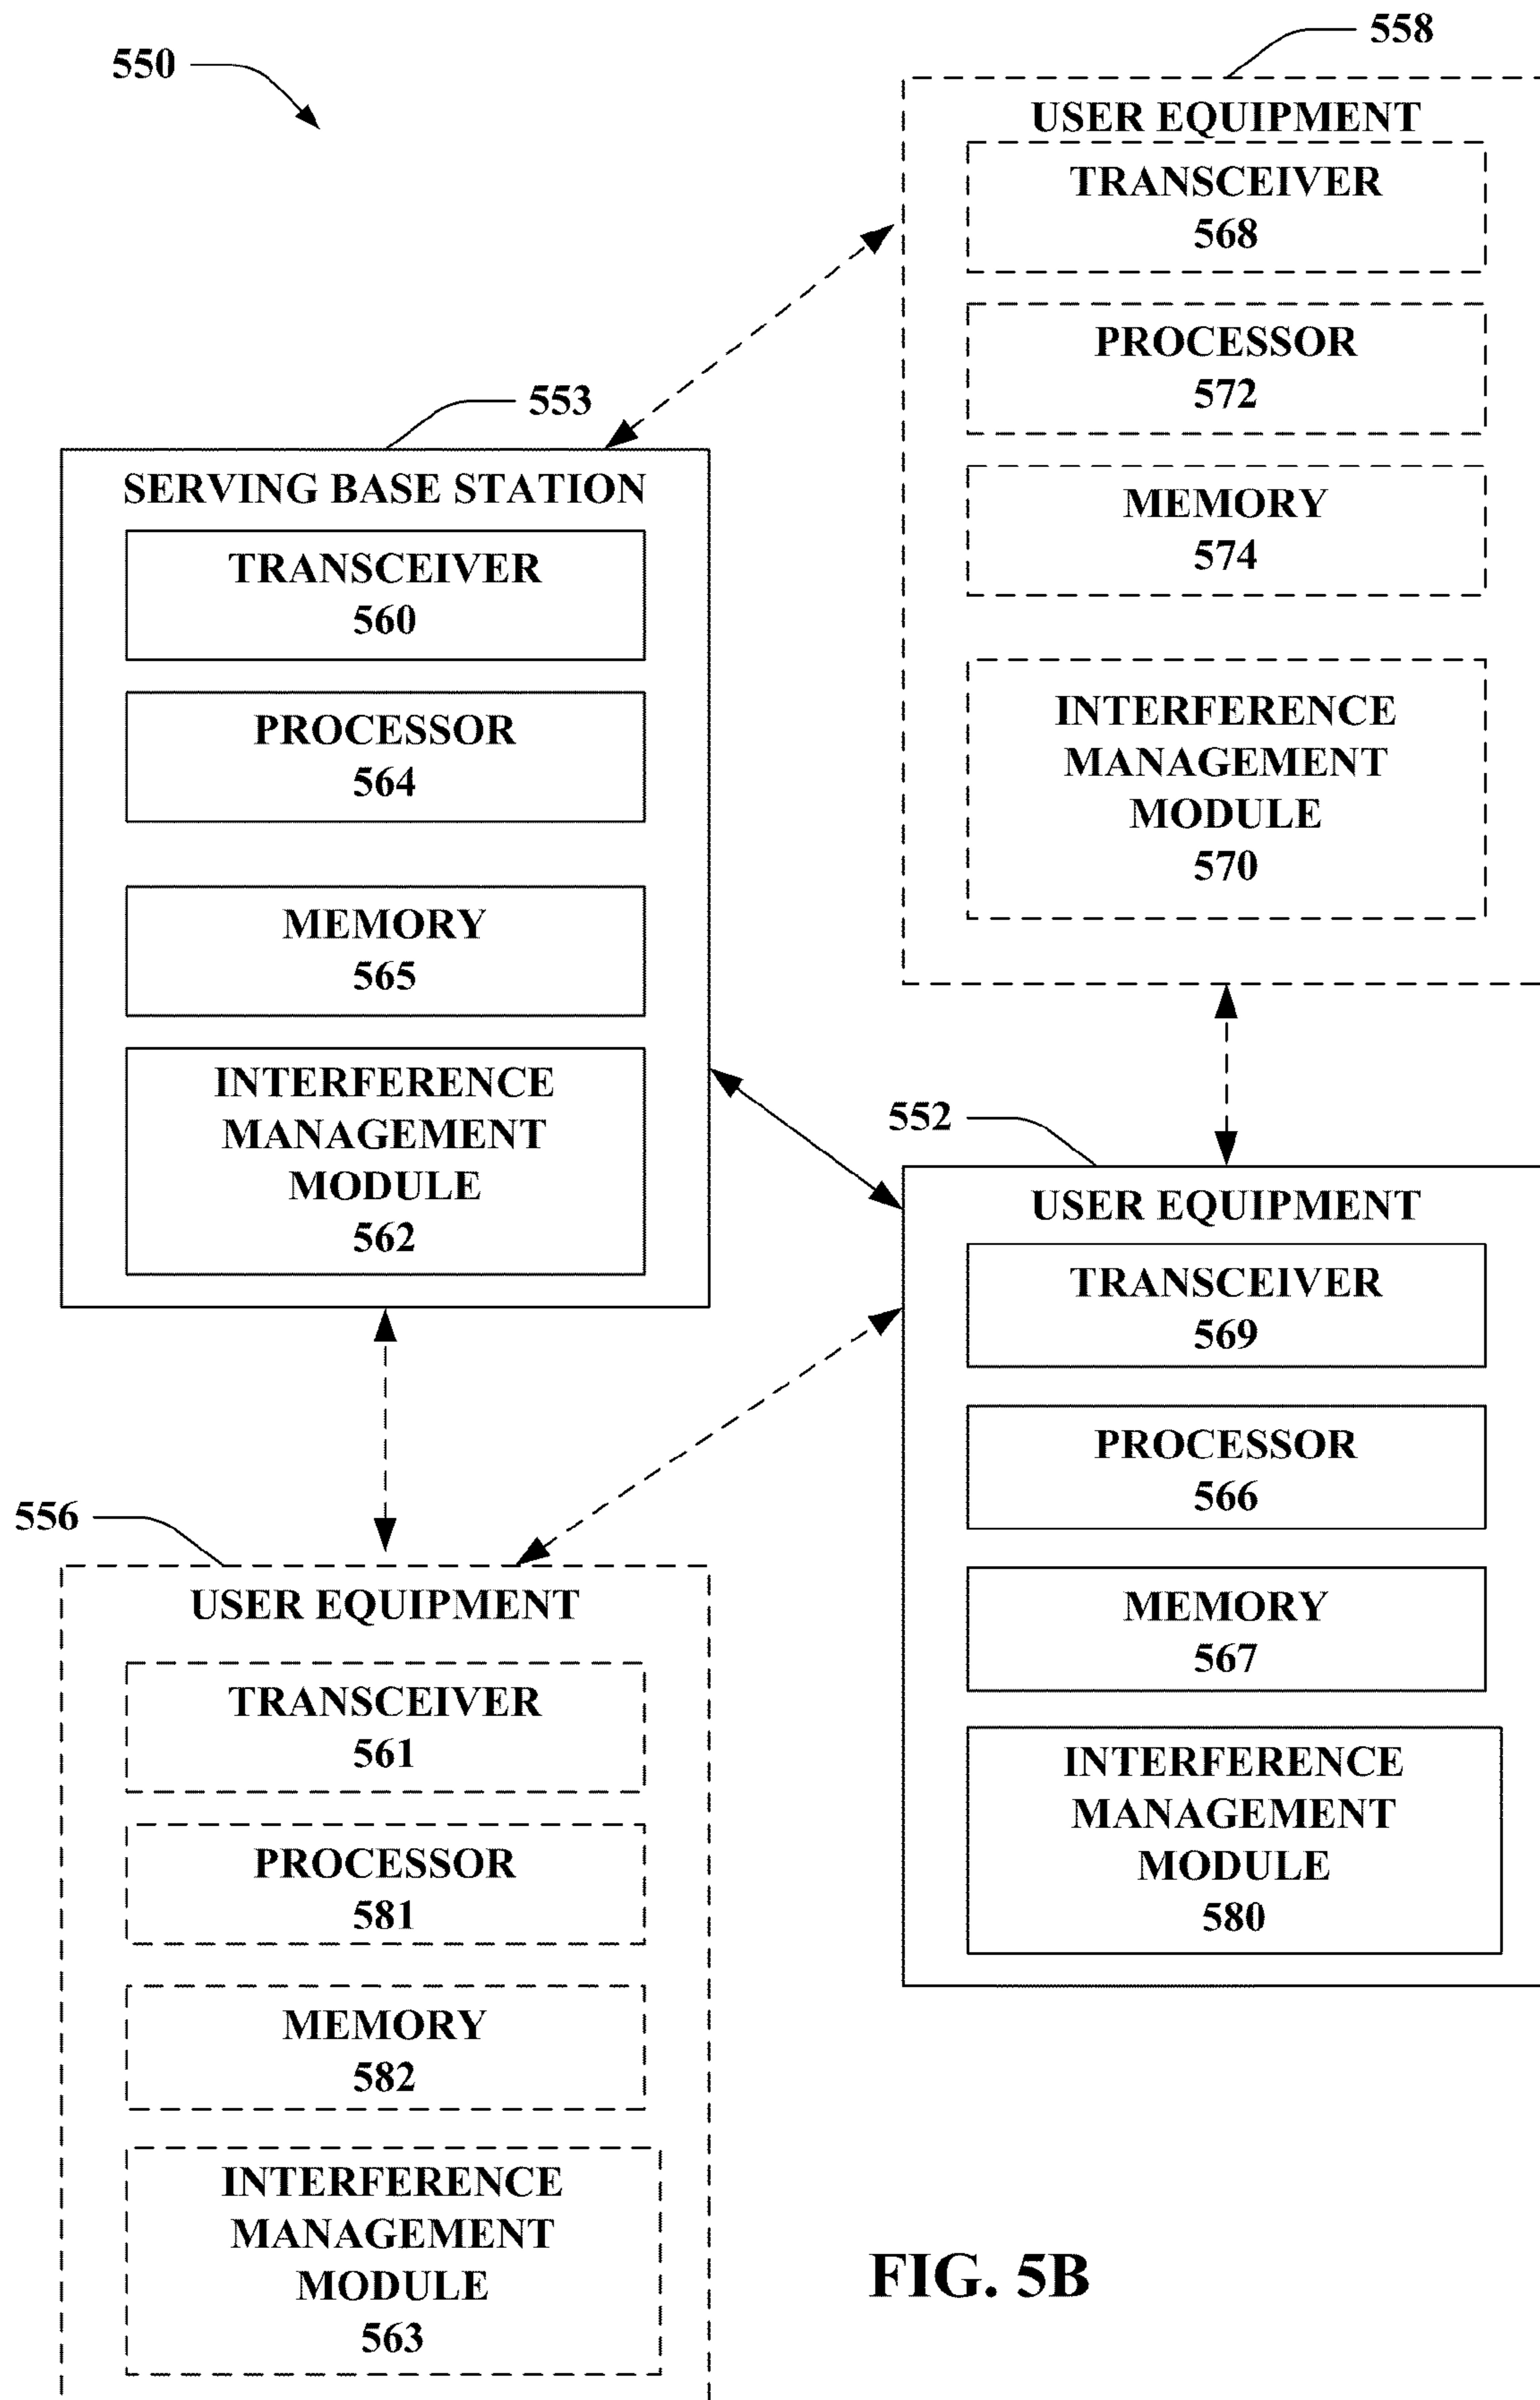 550
558
USER EQUIPMENT
TRANSCEIVER
568
PROCESSOR
572
MEMORY
574
INTERFERENCE
MANAGEMENT
MODULE
570
553
SERVING BASE STATION
TRANSCEIVER
560
PROCESSOR
564
MEMORY
565
INTERFERENCE
MANAGEMENT
MODULE
562
552
USER EQUIPMENT
TRANSCEIVER
569
PROCESSOR
566
MEMORY
567
INTERFERENCE
MANAGEMENT
MODULE
580
556
USER EQUIPMENT
TRANSCEIVER
561
PROCESSOR
581
MEMORY
582
INTERFERENCE
MANAGEMENT
MODULE
563
FIG. 5B